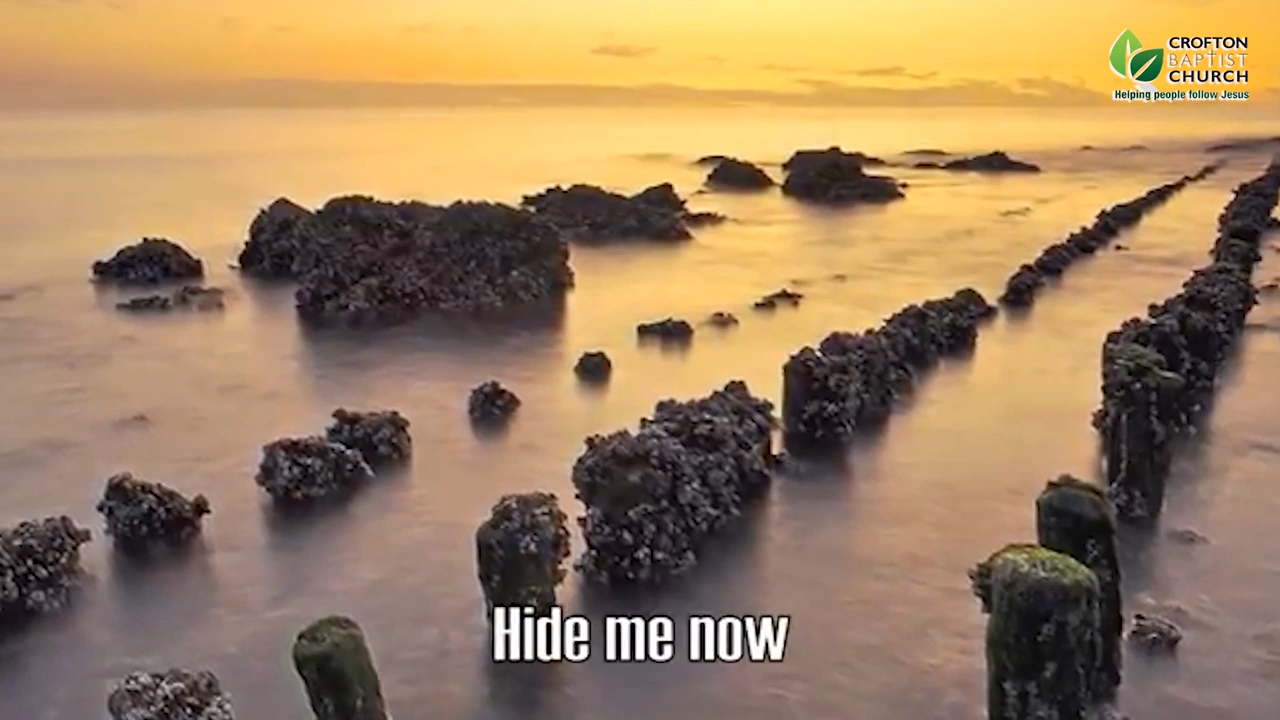 CROFTON
BAPTIST
CHURCH
Helping people follow Jesus
Hide me now